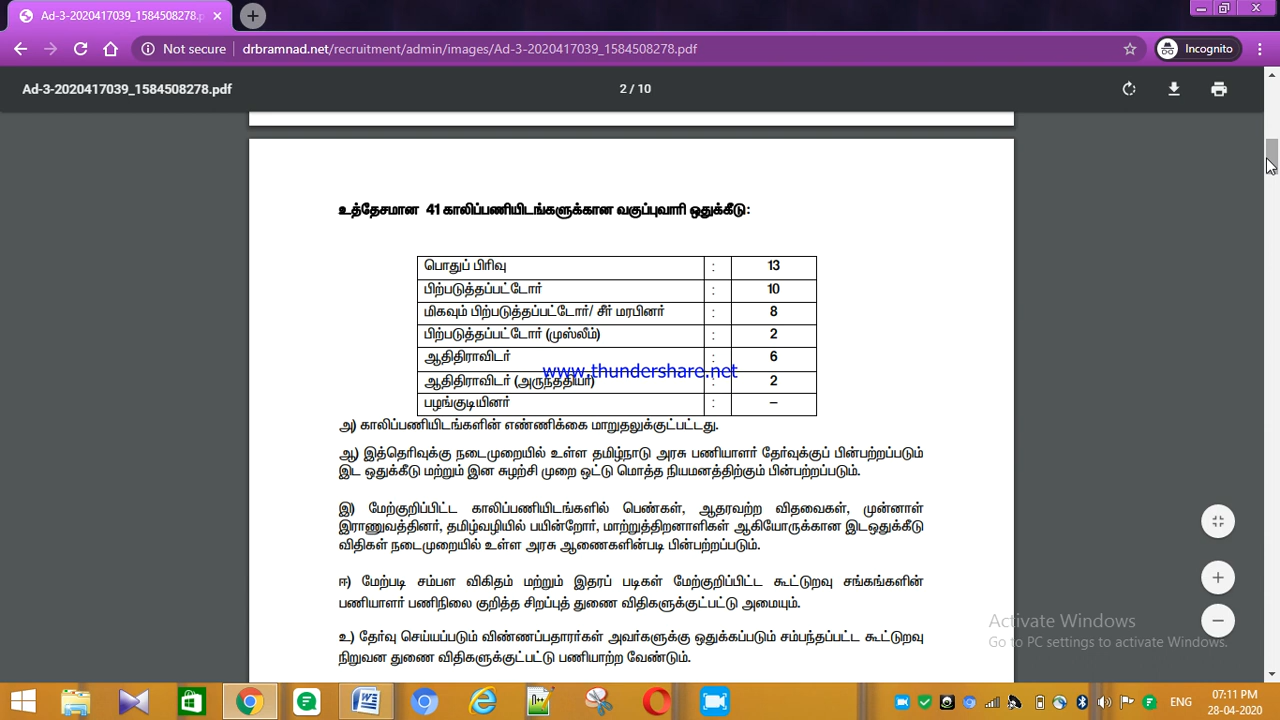 Ad-3-2020417039_1584508278.p
Not secure drbramnad.net/recruitment/admin/images/Ad-3-2020417039_1584508278.pdf Incognito
Ad-3-2020417039_1584508278.pdf 2 / 10
உத்தேசமான 41 காலிப்பணியிடங்களுக்கான வகுப்புவாரி ஒதுக்கீடு:
பொதுப் பிரிவு : 13
பிற்படுத்தப்பட்டோர் : 10
மிகவும் பிற்படுத்தப்பட்டோர்/ சீர் மரபினர் : 8
பிற்படுத்தப்பட்டோர் (முஸ்லீம்) : 2
ஆதிதிராவிடர் : 6
www.thundershare.net
ஆதிதிராவிடர் (அருந்ததியர்) : 2
பழங்குடியினர் : –
அ) காலிப்பணியிடங்களின் எண்ணிக்கை மாறுதலுக்குட்பட்டது.
ஆ) இத்தெரிவுக்கு நடைமுறையில் உள்ள தமிழ்நாடு அரசு பணியாளர் தேர்வுக்குப் பின்பற்றப்படும்
இட ஒதுக்கீடு மற்றும் இன சுழற்சி முறை ஒட்டு மொத்த நியமனத்திற்கும் பின்பற்றப்படும்.
இ) மேற்குறிப்பிட்ட காலிப்பணியிடங்களில் பெண்கள், ஆதரவற்ற விதவைகள், முன்னாள்
இராணுவத்தினர், தமிழ்வழியில் பயின்றோர், மாற்றுத்திறனாளிகள் ஆகியோருக்கான இடஒதுக்கீடு
விதிகள் நடைமுறையில் உள்ள அரசு ஆணைகளின்படி பின்பற்றப்படும்.
ஈ) மேற்படி சம்பள விகிதம் மற்றும் இதரப் படிகள் மேற்குறிப்பிட்ட கூட்டுறவு சங்கங்களின்
பணியாளர் பணிநிலை குறித்த சிறப்புத் துணை விதிகளுக்குட்பட்டு அமையும்.
உ) தேர்வு செய்யப்படும் விண்ணப்பதாரர்கள் அவர்களுக்கு ஒதுக்கப்படும் சம்பந்தப்பட்ட கூட்டுறவு
நிறுவன துணை விதிகளுக்குட்பட்டு பணியாற்ற வேண்டும்.
Activate Windows
Go to PC settings to activate Windows.
ENG
07:11 PM
28-04-2020